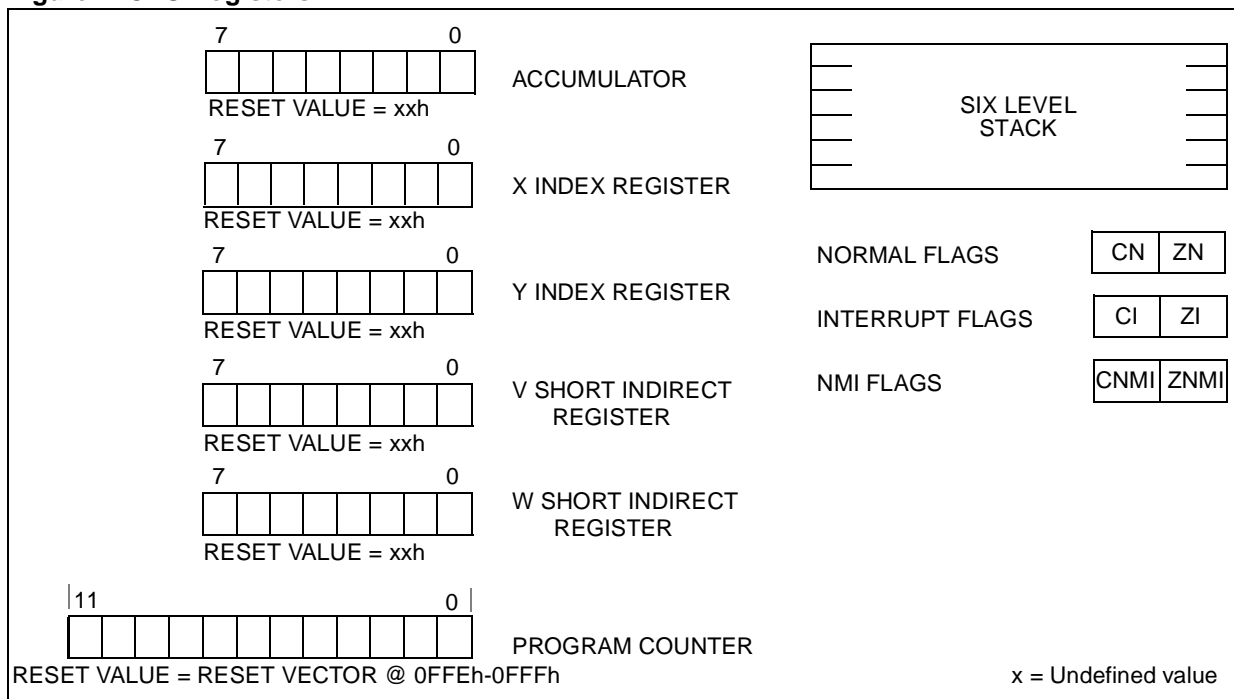 7 0
ACCUMULATOR
RESET VALUE = xxh
7 0
X INDEX REGISTER
RESET VALUE = xxh
7 0
Y INDEX REGISTER
RESET VALUE = xxh
7 0
V SHORT INDIRECT
REGISTER
RESET VALUE = xxh
7 0
W SHORT INDIRECT
REGISTER
RESET VALUE = xxh
11 0
PROGRAM COUNTER
RESET VALUE = RESET VECTOR @ 0FFEh-0FFFh
SIX LEVEL
STACK
NORMAL FLAGS CN ZN
INTERRUPT FLAGS CI ZI
NMI FLAGS CNMI ZNMI
x = Undefined value